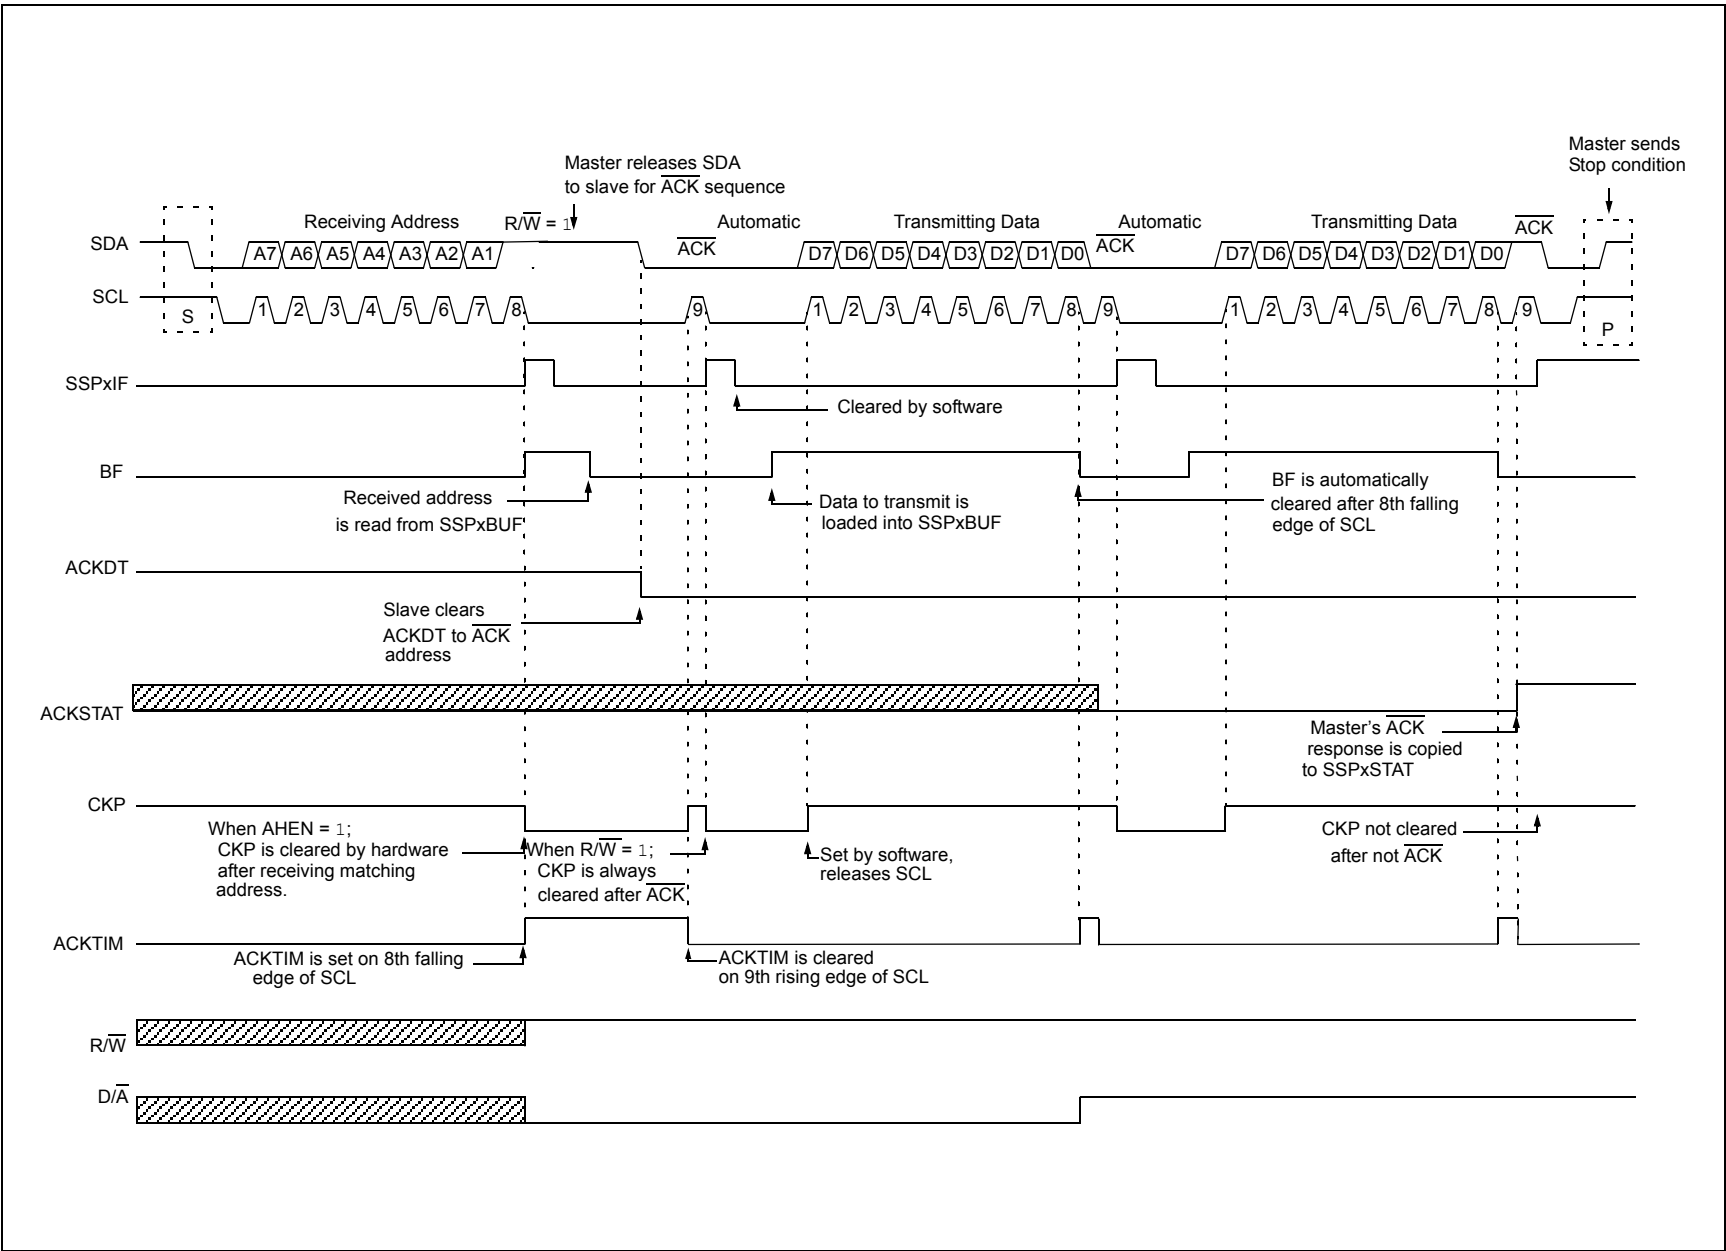 Master sends
Stop condition
Master releases SDA
to slave for ACK sequence
Receiving Address
R/W = 1
Automatic
Transmitting Data
Automatic
Transmitting Data
ACK
SDA
A7 A6 A5 A4 A3 A2 A1
ACK
D7 D6 D5 D4 D3 D2 D1 D0
ACK
D7 D6 D5 D4 D3 D2 D1 D0
SCL
S
1 2 3 4 5 6 7 8 9
1 2 3 4 5 6 7 8 9
1 2 3 4 5 6 7 8 9
P
SSPxIF
Cleared by software
BF
Received address
is read from SSPxBUF
Data to transmit is
loaded into SSPxBUF
BF is automatically
cleared after 8th falling
edge of SCL
ACKDT
Slave clears
ACKDT to ACK
address
ACKSTAT
Master's ACK
response is copied
to SSPxSTAT
CKP
When AHEN = 1;
CKP is cleared by hardware
after receiving matching
address.
When R/W = 1;
CKP is always
cleared after ACK
Set by software,
releases SCL
CKP not cleared
after not ACK
ACKTIM
ACKTIM is set on 8th falling
edge of SCL
ACKTIM is cleared
on 9th rising edge of SCL
R/W
D/A